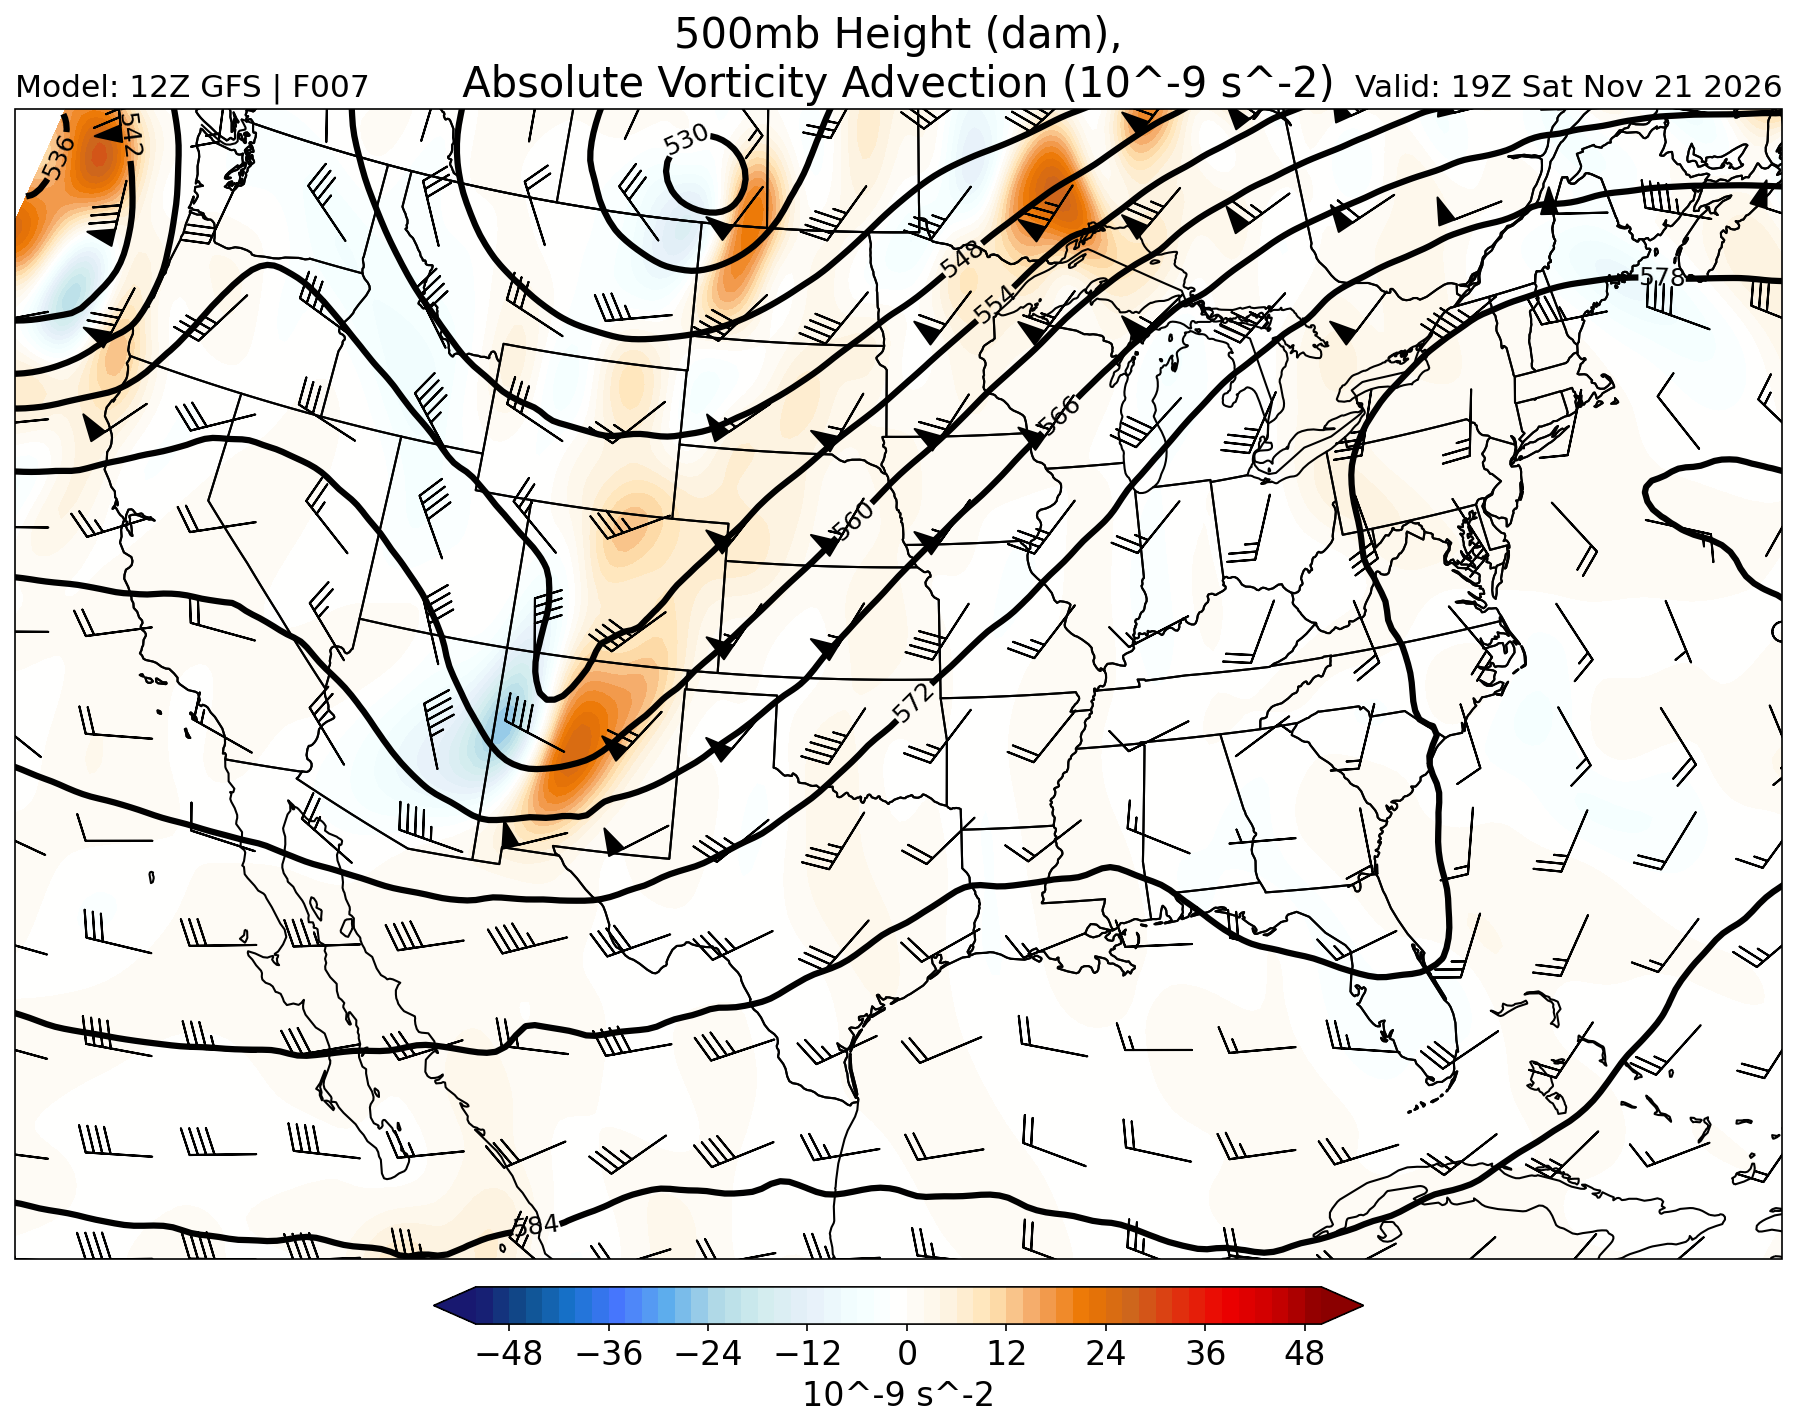 500mb Height (dam),
Model: 12Z GFS | F007
Absolute Vorticity Advection (10^-9 s^-2)
Valid: 19Z Sat Nov 21 2026
536
542
530
548
554
578
566
560
572
584
−48 −36 −24 −12 0 12 24 36 48
10^-9 s^-2